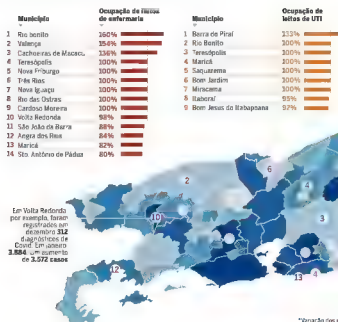 Município
Ocupação de leitos
de enfermaria
1 Rio Bonito 160%
2 Valença 154%
3 Cachoeiras de Macacu 136%
4 Teresópolis 100%
5 Nova Friburgo 100%
6 Três Rios 100%
7 Nova Iguaçu 100%
8 Rio das Ostras 100%
9 Cardoso Moreira 100%
10 Volta Redonda 98%
11 São João da Barra 88%
12 Angra dos Reis 84%
13 Maricá 82%
14 Sto. Antônio de Pádua 80%
Município
Ocupação de
leitos de UTI
1 Barra do Piraí 233%
2 Rio Bonito 100%
3 Teresópolis 100%
4 Maricá 100%
5 Saquarema 100%
6 Bom Jardim 100%
7 Miracema 100%
8 Itaboraí 99%
9 Bom Jesus do Itabapoana 97%
Em Volta Redonda
por exemplo, foram
registrados em
dezembro 312
diagnósticos de
Covid. Em janeiro
3.884, um aumento
de 3.572 casos
2
6
4
3
10
12
13 4
*Variação dos